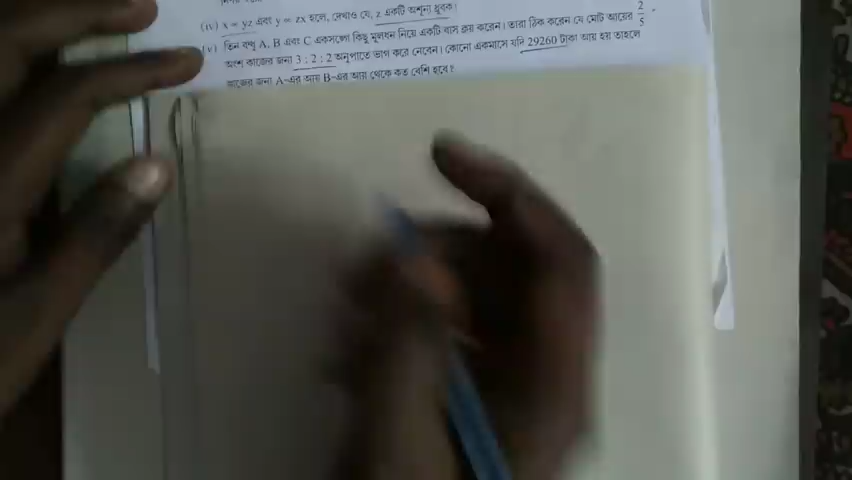 (iv) x = yz এবং y = zx হলে, দেখাও যে, z একটি অশূন্য ধ্রুবক।
(v) তিন বন্ধু A, B এবং C একসঙ্গে কিছু মূলধন নিয়ে একটি বাস ক্রয় করেন। তারা ঠিক করেন যে মোট আয়ের 2/5
অংশ কাজের জন্য 3 : 2 : 2 অনুপাতে ভাগ করে নেবেন। কোনো একমাসে যদি 29260 টাকা আয় হয় তাহলে
কাজের জন্য A-এর আয় B-এর আয় থেকে কত বেশি হবে?